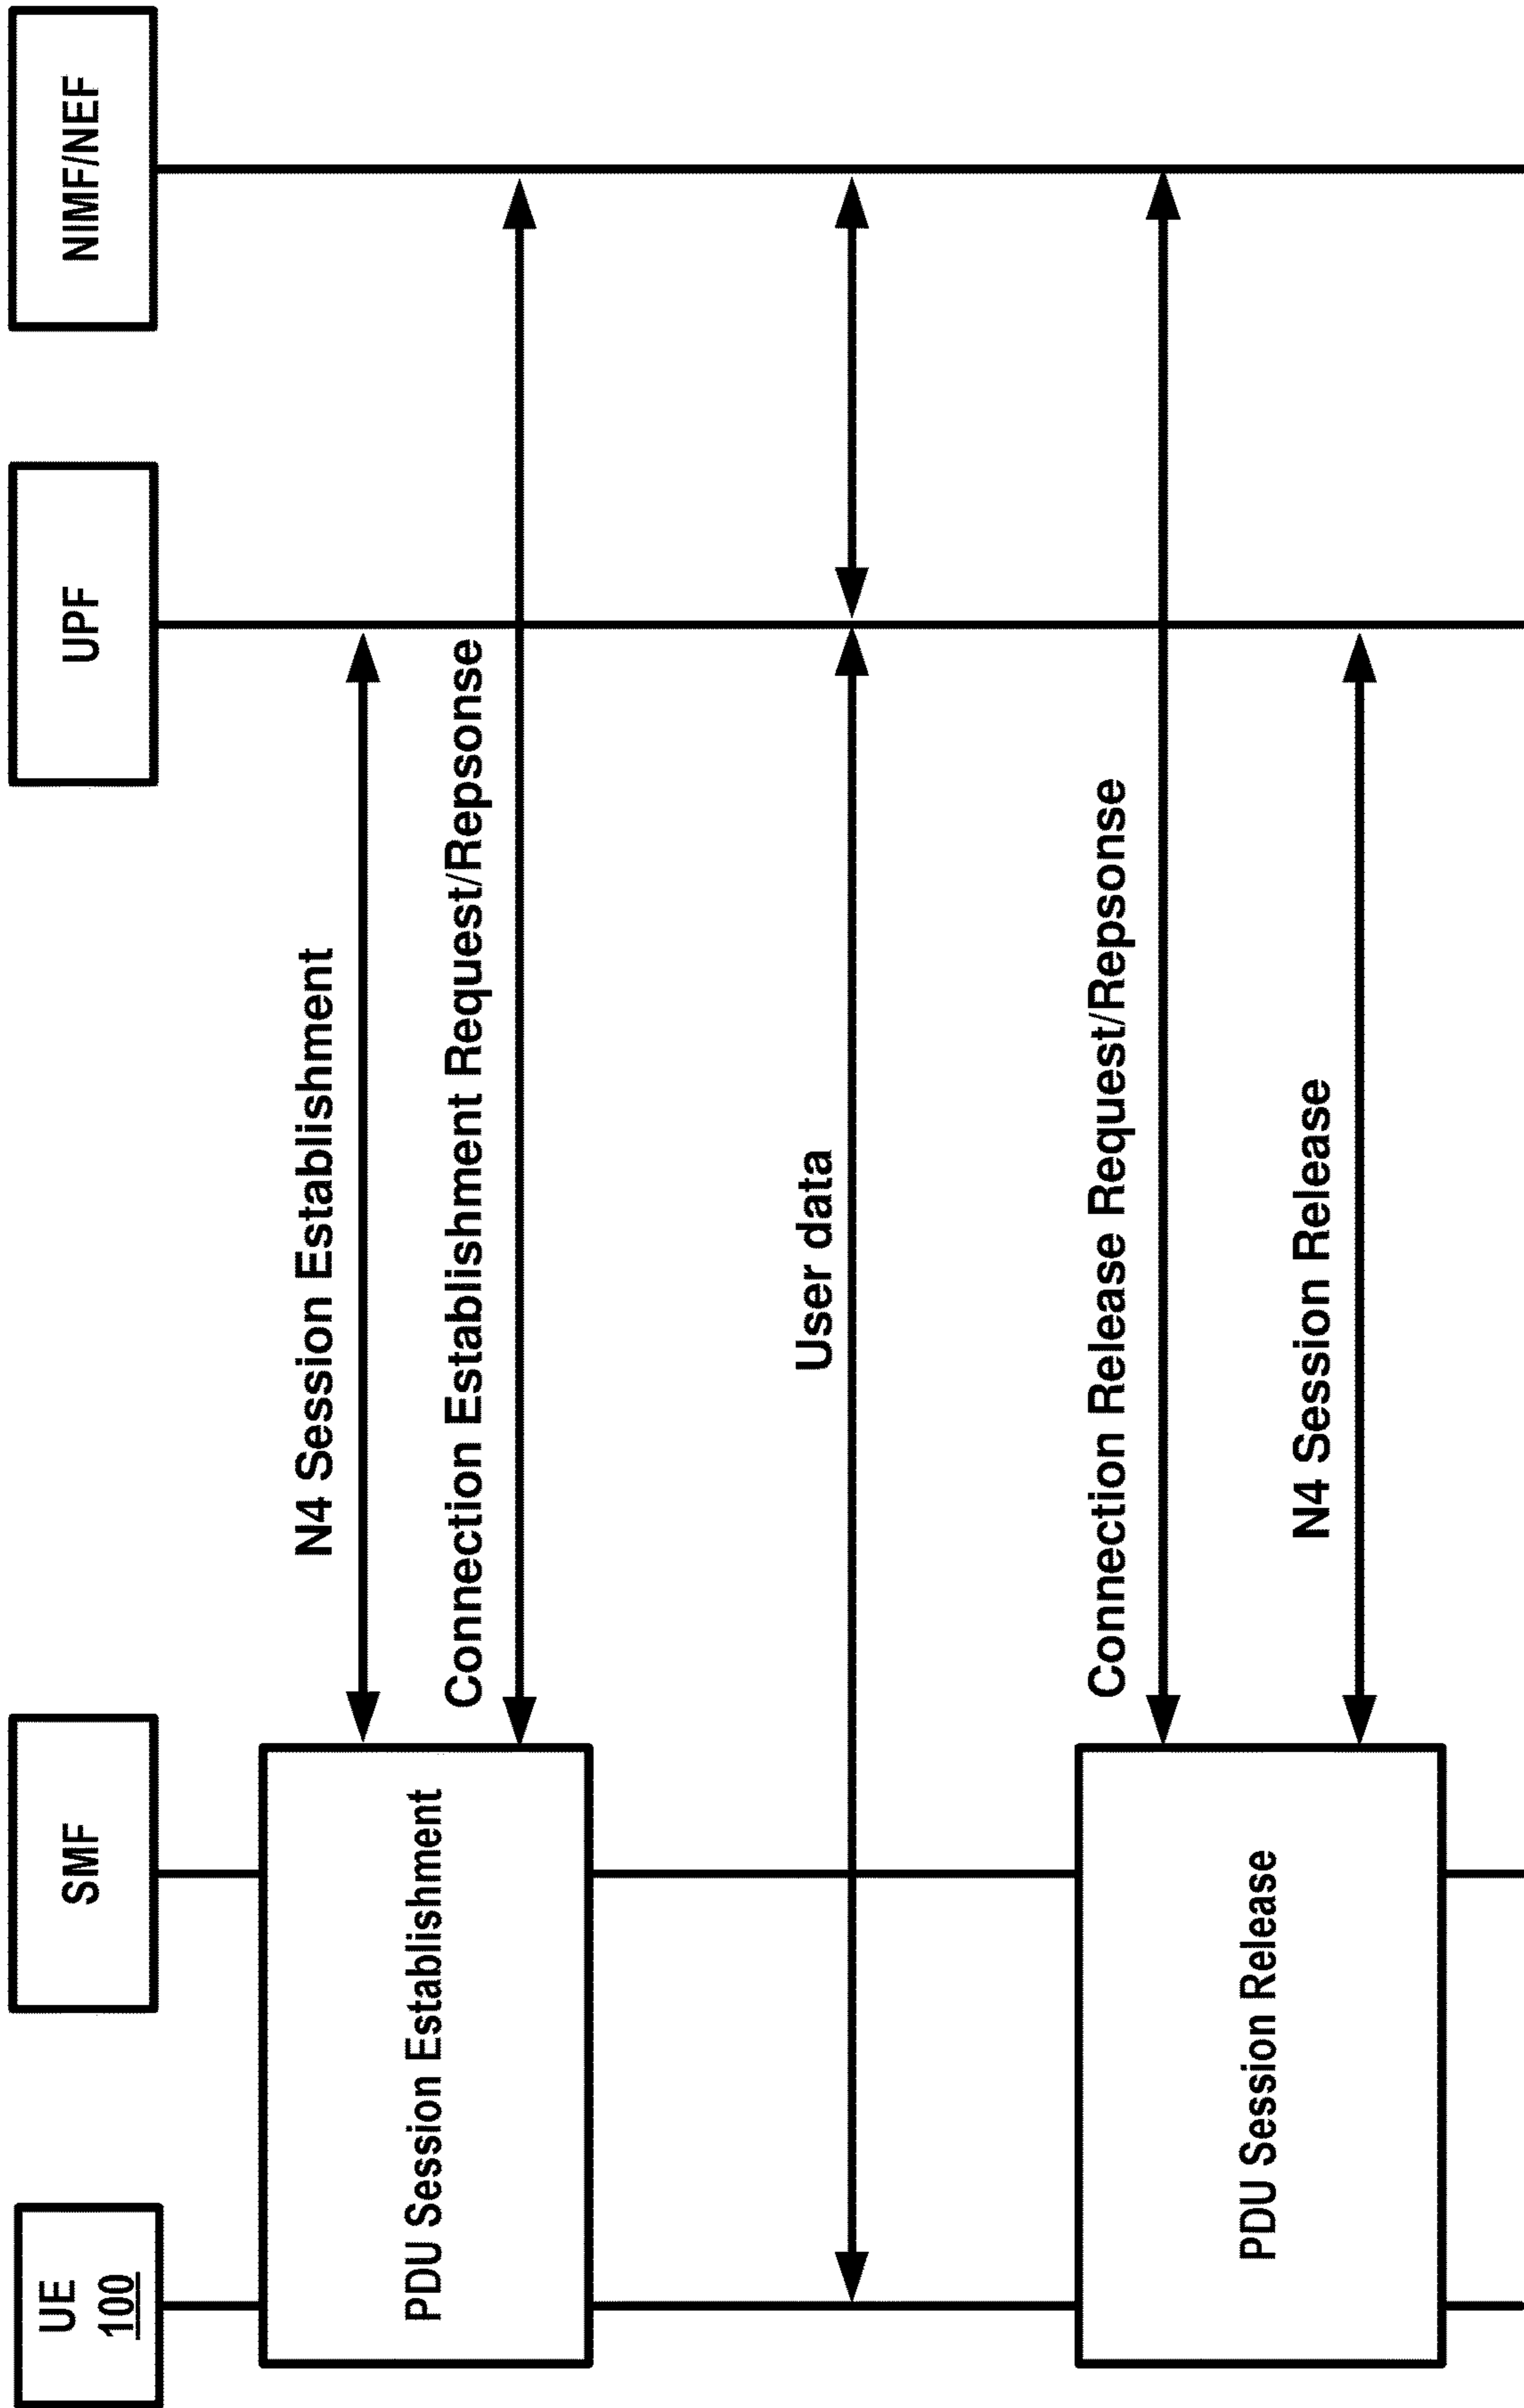 UE
100
SMF
UPF
NIMF/NEF
PDU Session Establishment
N4 Session Establishment
Connection Establishment Request/Repsonse
User data
PDU Session Release
Connection Release Request/Repsonse
N4 Session Release